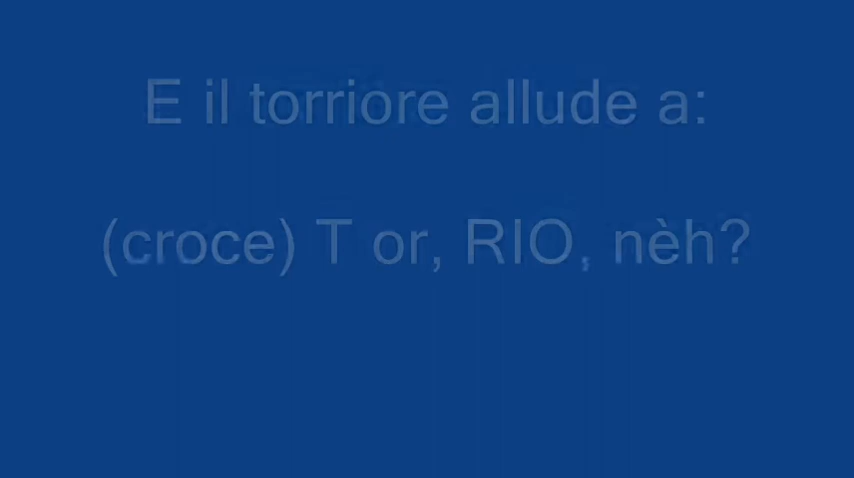 E il torriore allude a:
(croce) T or, RIO, nèh?